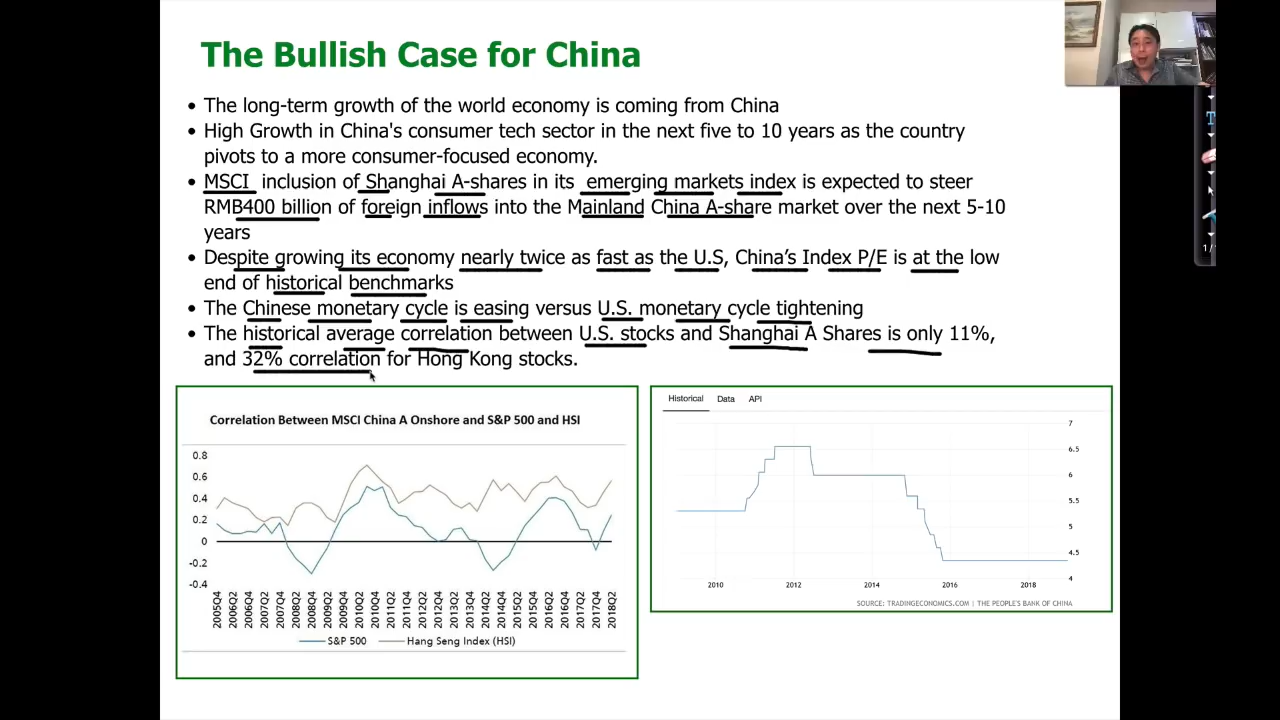 The Bullish Case for China
• The long-term growth of the world economy is coming from China
• High Growth in China's consumer tech sector in the next five to 10 years as the country
pivots to a more consumer-focused economy.
• MSCI inclusion of Shanghai A-shares in its emerging markets index is expected to steer
RMB400 billion of foreign inflows into the Mainland China A-share market over the next 5-10
years
• Despite growing its economy nearly twice as fast as the U.S, China’s Index P/E is at the low
end of historical benchmarks
• The Chinese monetary cycle is easing versus U.S. monetary cycle tightening
• The historical average correlation between U.S. stocks and Shanghai A Shares is only 11%,
and 32% correlation for Hong Kong stocks.
Correlation Between MSCI China A Onshore and S&P 500 and HSI
0.8
0.6
0.4
0.2
0
-0.2
-0.4
2005Q4
2006Q2
2006Q4
2007Q2
2007Q4
2008Q2
2008Q4
2009Q2
2009Q4
2010Q2
2010Q4
2011Q2
2011Q4
2012Q2
2012Q4
2013Q2
2013Q4
2014Q2
2014Q4
2015Q2
2015Q4
2016Q2
2016Q4
2017Q2
2017Q4
2018Q2
S&P 500 Hang Seng Index (HSI)
Historical Data API
7
6.5
6
5.5
5
4.5
4
2010 2012 2014 2016 2018
SOURCE: TRADINGECONOMICS.COM | THE PEOPLE'S BANK OF CHINA